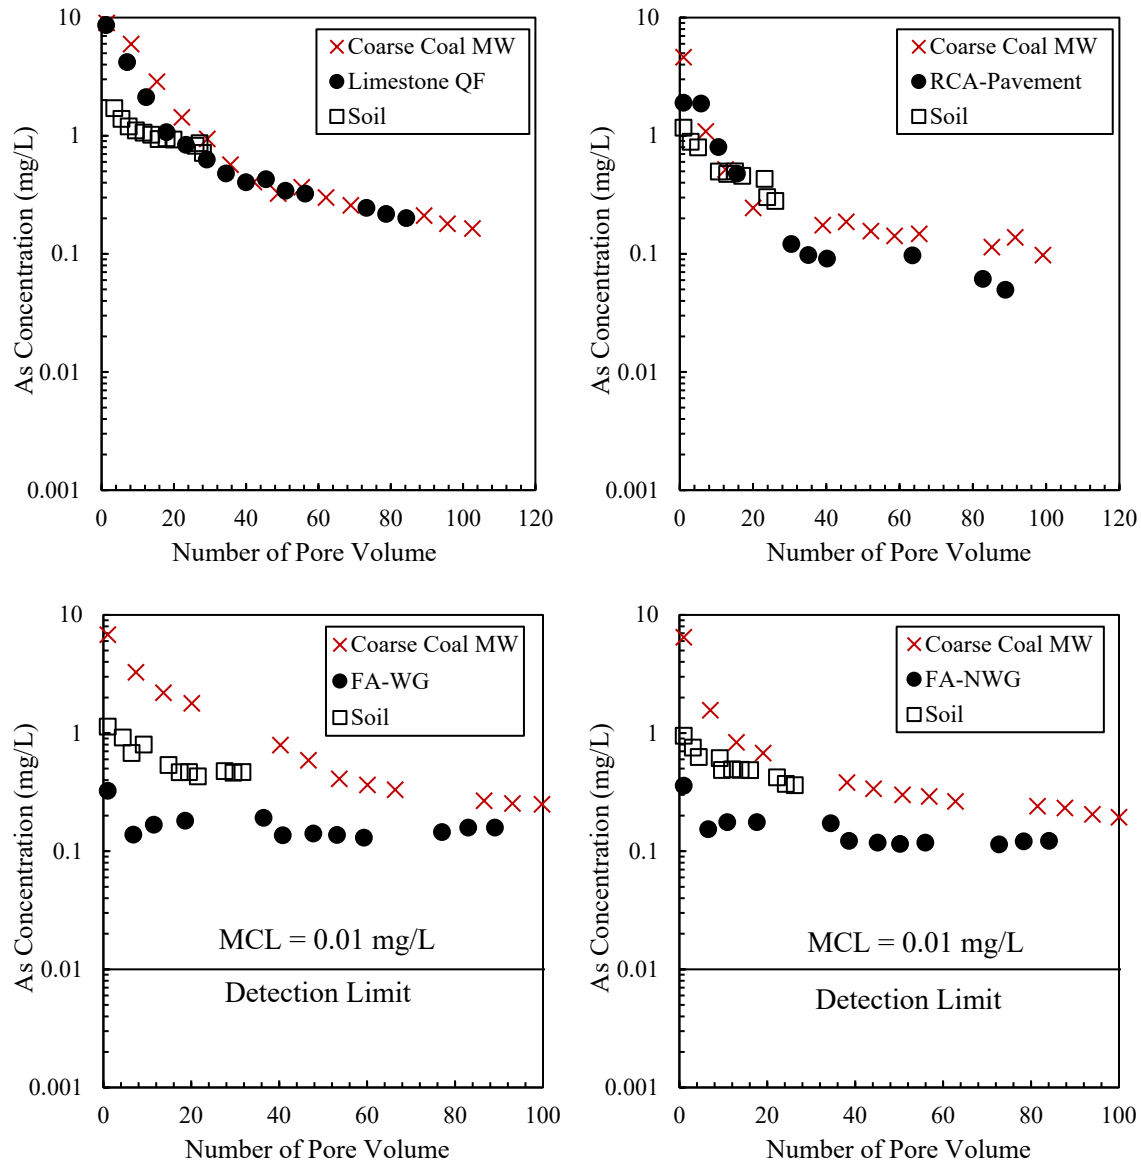 10
1
0.1
0.01
0.001
As Concentration (mg/L)
Coarse Coal MW
Limestone QF
Soil
0 20 40 60 80 100 120
Number of Pore Volume
10
1
0.1
0.01
0.001
As Concentration (mg/L)
Coarse Coal MW
RCA-Pavement
Soil
0 20 40 60 80 100 120
Number of Pore Volume
10
1
0.1
0.01
0.001
As Concentration (mg/L)
Coarse Coal MW
FA-WG
Soil
MCL = 0.01 mg/L
Detection Limit
0 20 40 60 80 100
Number of Pore Volume
10
1
0.1
0.01
0.001
As Concentration (mg/L)
Coarse Coal MW
FA-NWG
Soil
MCL = 0.01 mg/L
Detection Limit
0 20 40 60 80 100
Number of Pore Volume